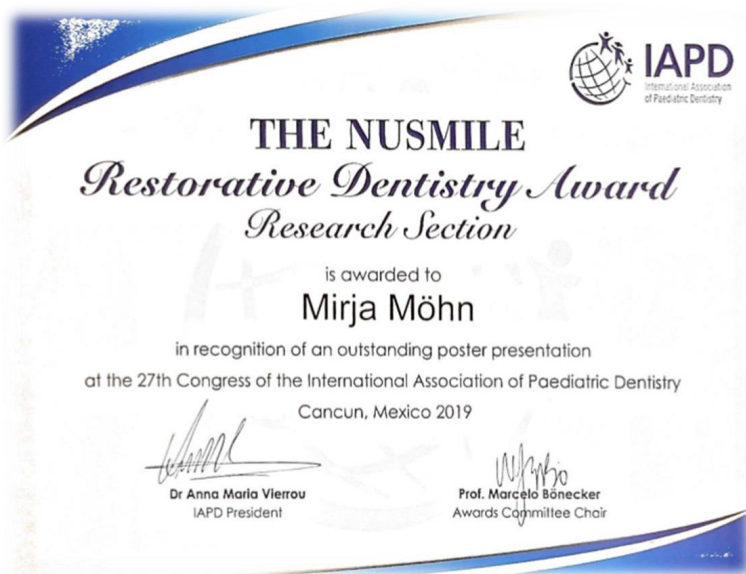 IAPD
International Association
of Paediatric Dentistry
THE NUSMILE
Restorative Dentistry Award
Research Section
is awarded to
Mirja Möhn
in recognition of an outstanding poster presentation
at the 27th Congress of the International Association of Paediatric Dentistry
Cancun, Mexico 2019
Dr Anna Maria Vierrou
IAPD President
Prof. Marcelo Bönecker
Awards Committee Chair